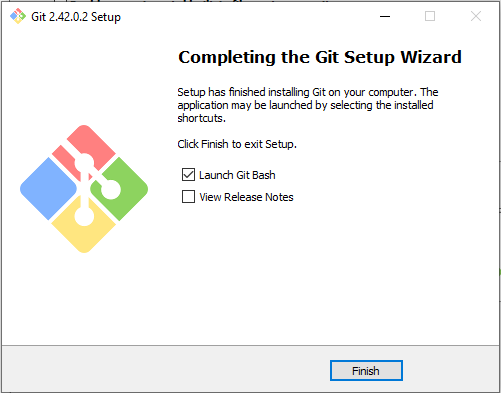 Git 2.42.0.2 Setup
Completing the Git Setup Wizard
Setup has finished installing Git on your computer. The
application may be launched by selecting the installed
shortcuts.
Click Finish to exit Setup.
Launch Git Bash
View Release Notes
Finish